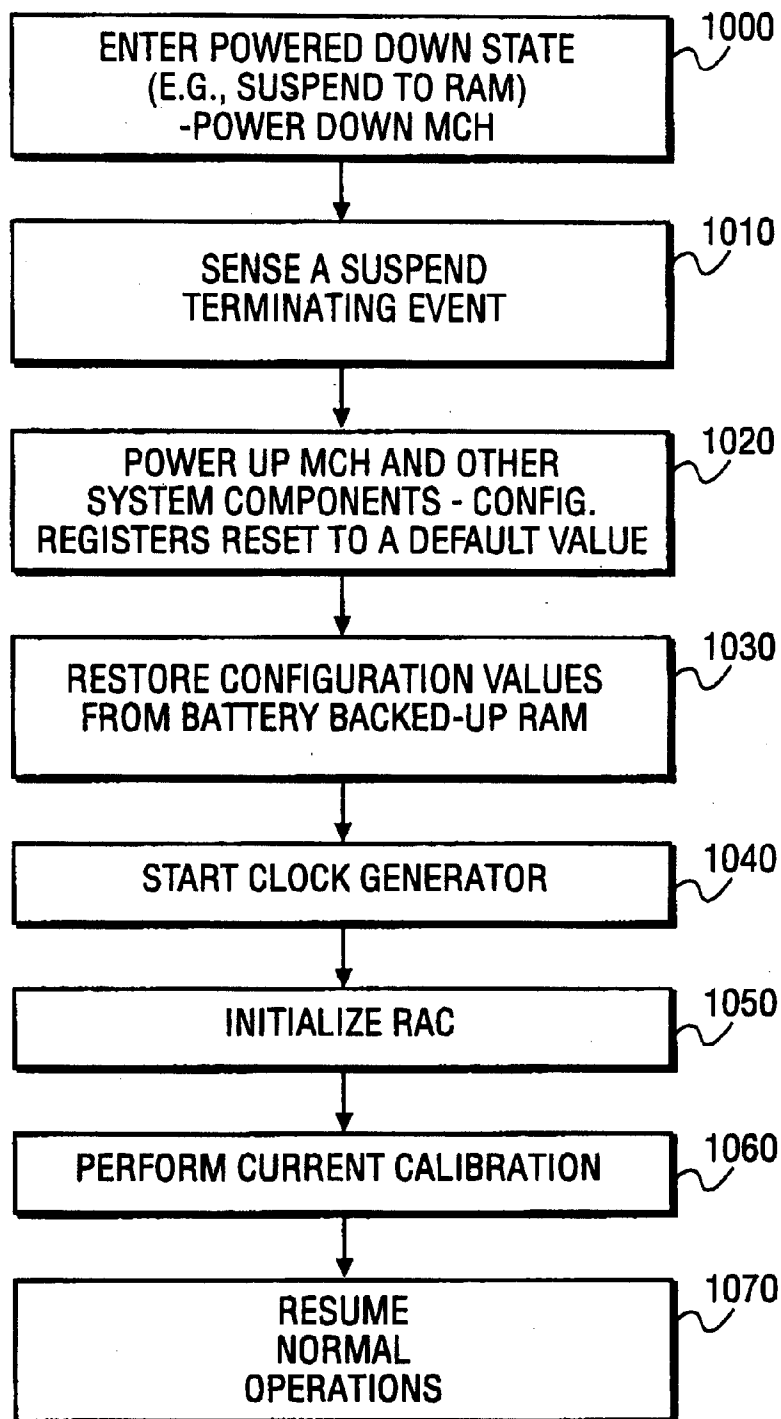 1000
ENTER POWERED DOWN STATE
(E.G., SUSPEND TO RAM)
-POWER DOWN MCH
1010
SENSE A SUSPEND
TERMINATING EVENT
1020
POWER UP MCH AND OTHER
SYSTEM COMPONENTS - CONFIG.
REGISTERS RESET TO A DEFAULT VALUE
1030
RESTORE CONFIGURATION VALUES
FROM BATTERY BACKED-UP RAM
1040
START CLOCK GENERATOR
1050
INITIALIZE RAC
1060
PERFORM CURRENT CALIBRATION
1070
RESUME
NORMAL
OPERATIONS